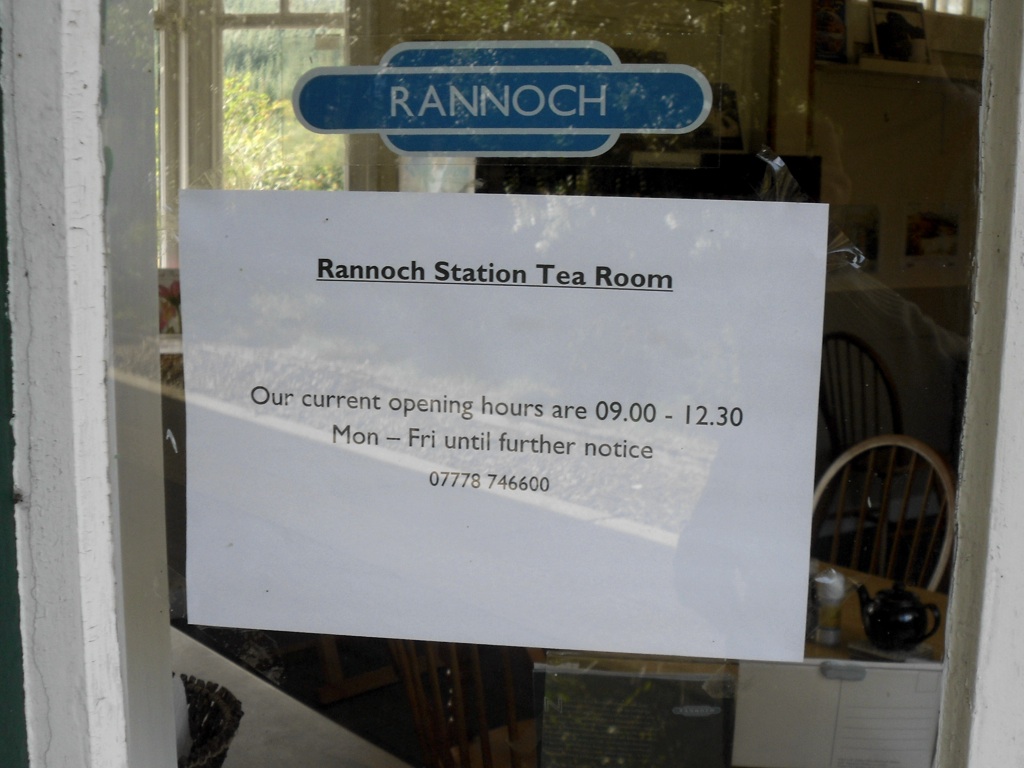 RANNOCH
Rannoch Station Tea Room
Our current opening hours are 09.00 - 12.30
Mon – Fri until further notice
07778 746600